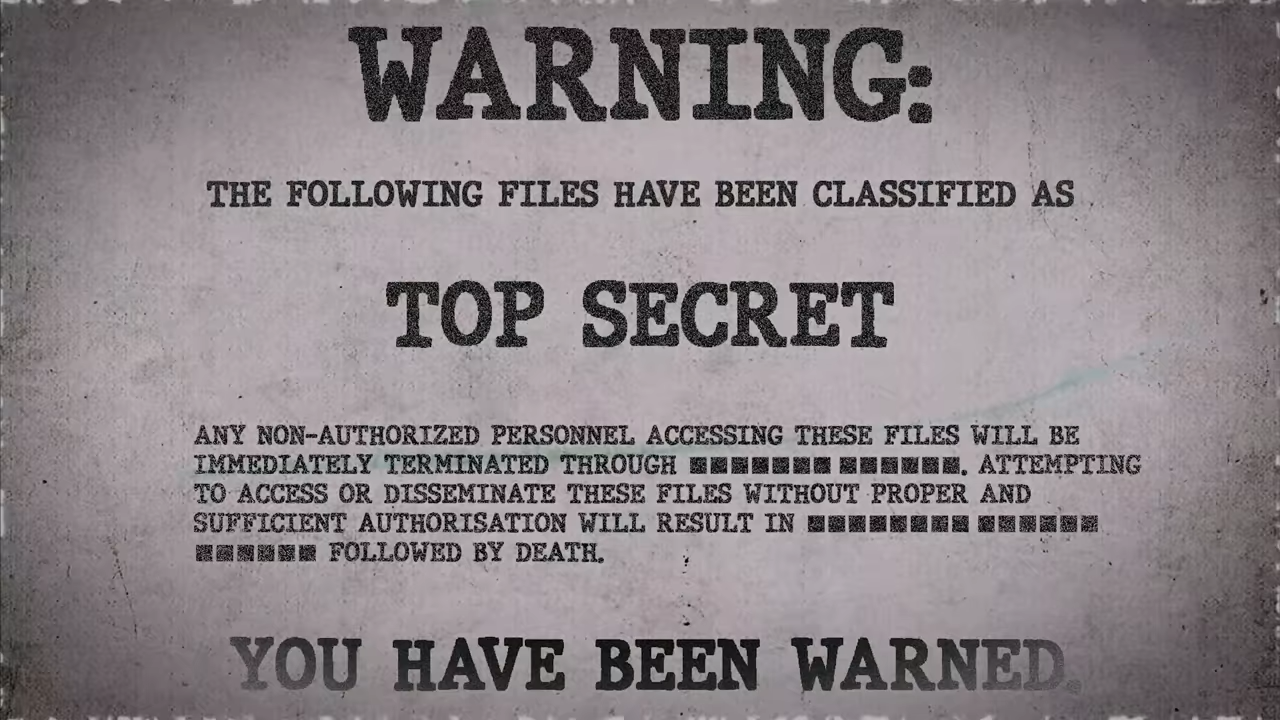 WARNING:
THE FOLLOWING FILES HAVE BEEN CLASSIFIED AS
TOP SECRET
ANY NON-AUTHORIZED PERSONNEL ACCESSING THESE FILES WILL BE
IMMEDIATELY TERMINATED THROUGH ■■■■■■■ ■■■■■■. ATTEMPTING
TO ACCESS OR DISSEMINATE THESE FILES WITHOUT PROPER AND
SUFFICIENT AUTHORISATION WILL RESULT IN ■■■■■■■■ ■■■■■■
■■■■■■ FOLLOWED BY DEATH.
YOU HAVE BEEN WARNED.